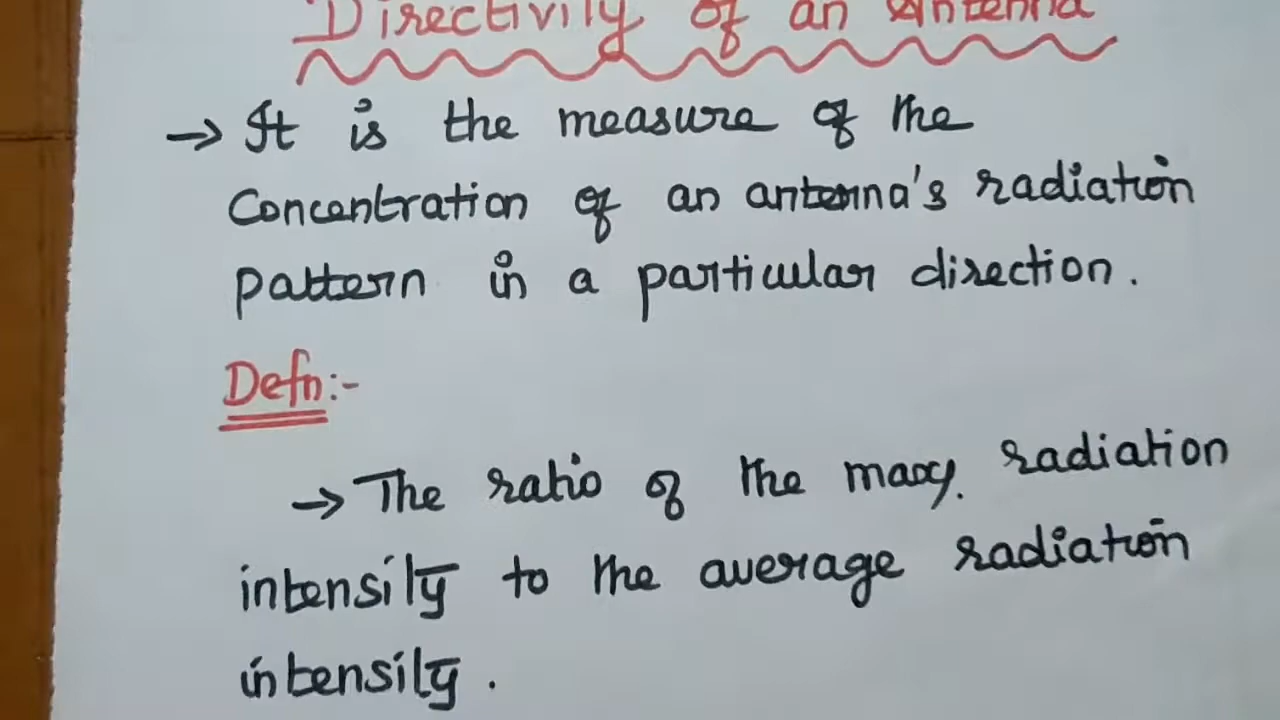 Directivity of an Antenna
→ It is the measure of the
Concentration of an antenna's radiation
pattern in a particular direction.
Defn:-
→ The ratio of the max. radiation
intensity to the average radiation
intensity.